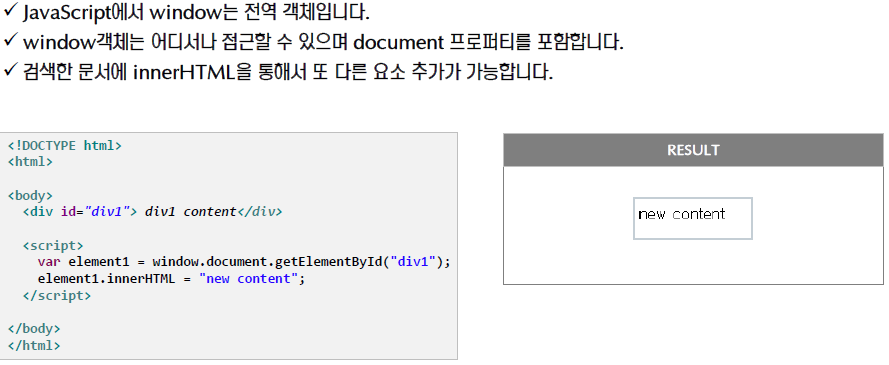 ✓ JavaScript에서 window는 전역 객체입니다.
✓ window객체는 어디서나 접근할 수 있으며 document 프로퍼티를 포함합니다.
✓ 검색한 문서에 innerHTML을 통해서 또 다른 요소 추가가 가능합니다.
<!DOCTYPE html>
<html>
<body>
<div id="div1"> div1 content</div>
<script>
var element1 = window.document.getElementById("div1");
element1.innerHTML = "new content";
</script>
</body>
</html>
RESULT
new content